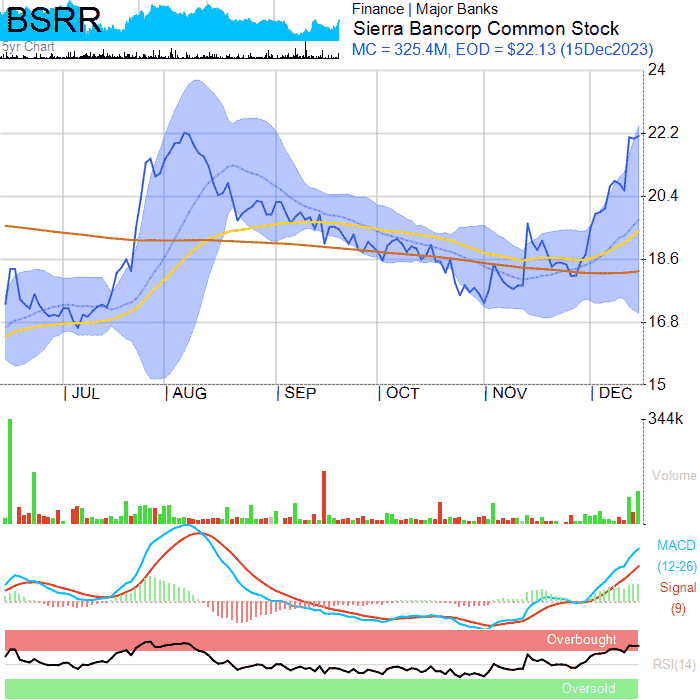 BSRR
5yr Chart
Finance | Major Banks
Sierra Bancorp Common Stock
MC = 325.4M, EOD = $22.13 (15Dec2023)
24
22.2
20.4
18.6
16.8
15
JUL AUG SEP OCT NOV DEC
344k
Volume
MACD
(12-26)
Signal
(9)
Overbought
RSI(14)
Oversold